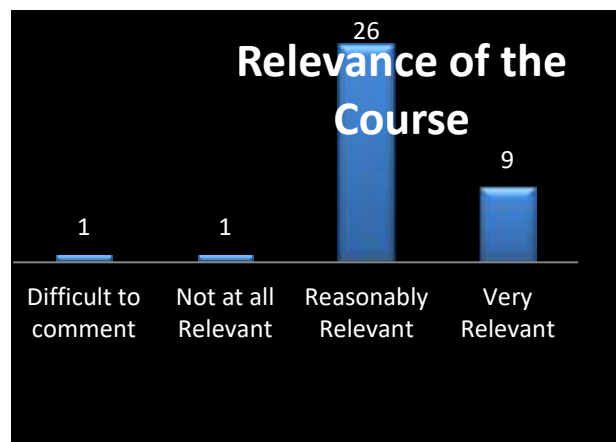 26
Relevance of the
Course
9
1
1
Difficult to
comment
Not at all
Relevant
Reasonably
Relevant
Very
Relevant